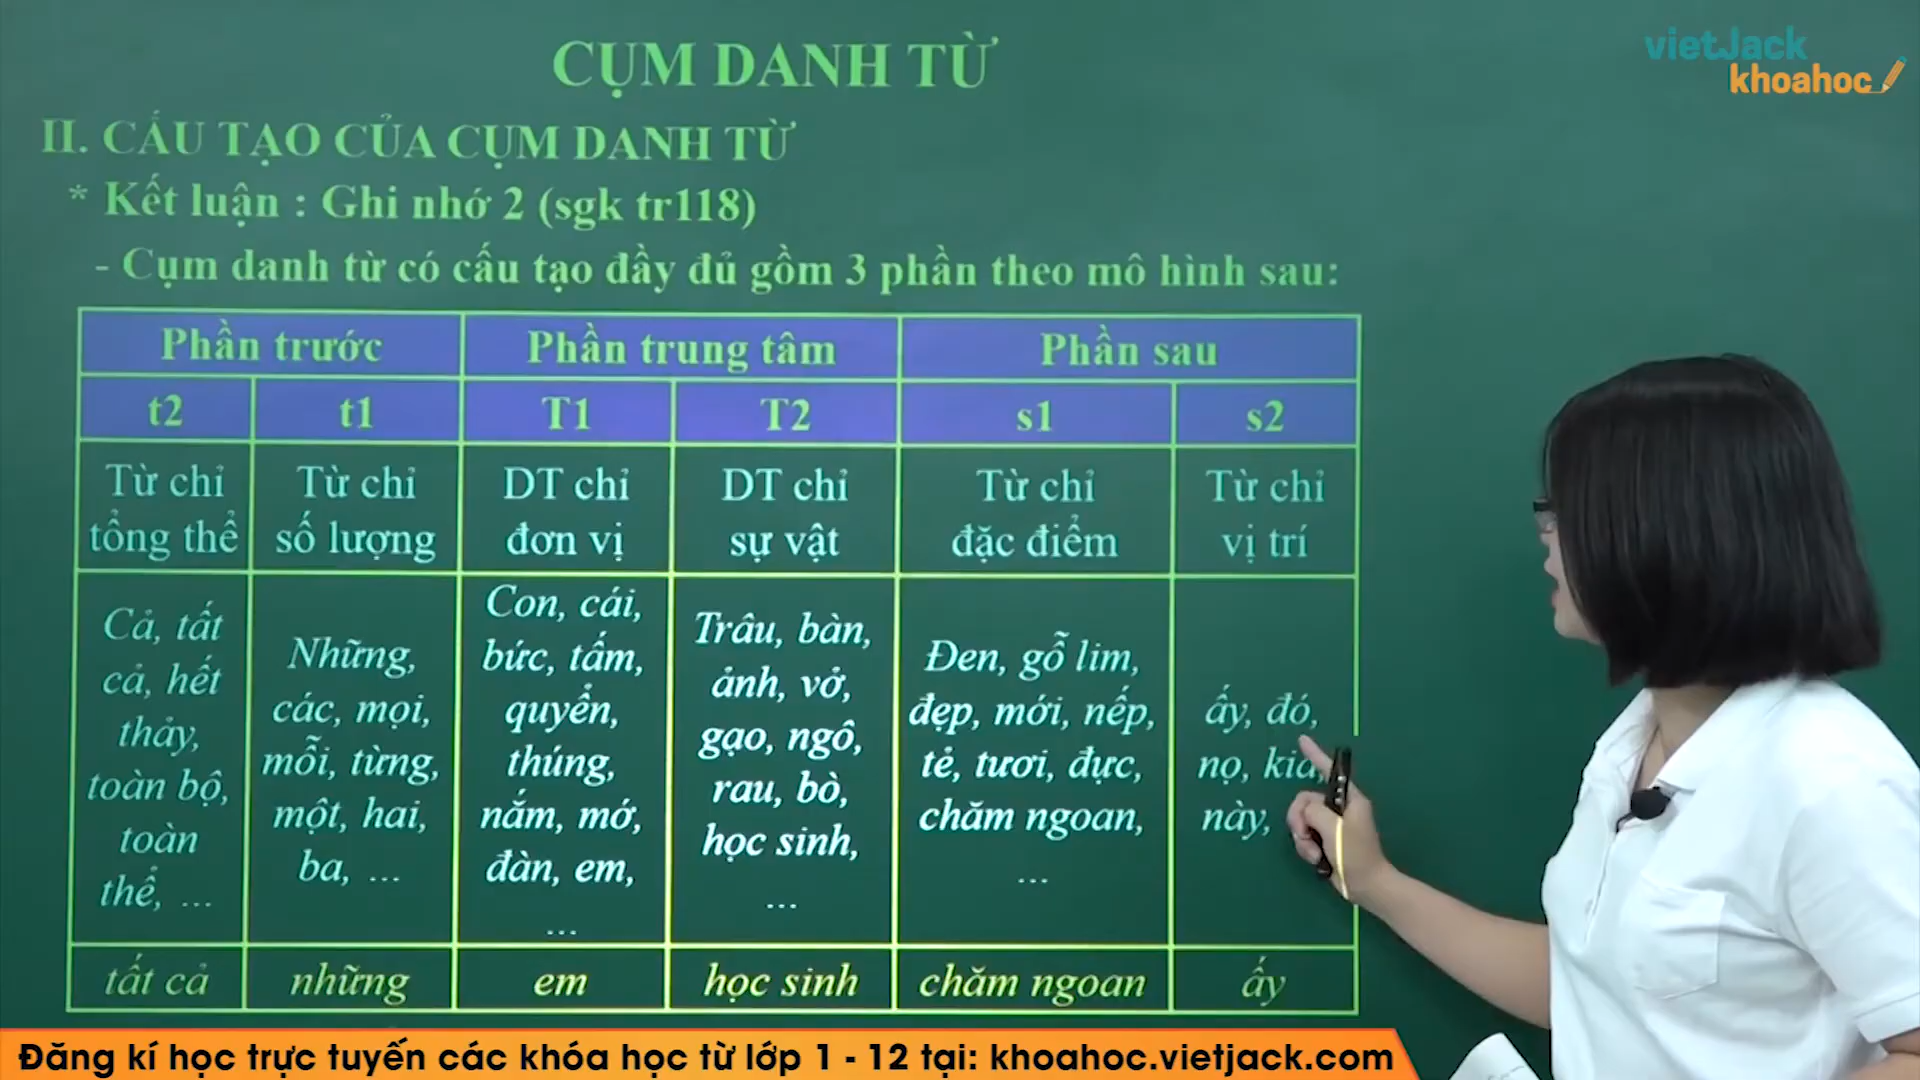 vietJack
khoahoc
CỤM DANH TỪ
II. CẤU TẠO CỦA CỤM DANH TỪ
* Kết luận : Ghi nhớ 2 (sgk tr118)
- Cụm danh từ có cấu tạo đầy đủ gồm 3 phần theo mô hình sau:
Phần trước Phần trung tâm Phần sau
t2 t1 T1 T2 s1 s2
Từ chỉ
tổng thể
Từ chỉ
số lượng
DT chỉ
đơn vị
DT chỉ
sự vật
Từ chỉ
đặc điểm
Từ chỉ
vị trí
Cả, tất
cả, hết
thảy,
toàn bộ,
toàn
thể, ...
Những,
các, mọi,
mỗi, từng,
một, hai,
ba, ...
Con, cái,
bức, tấm,
quyển,
thúng,
nắm, mớ,
đàn, em,
...
Trâu, bàn,
ảnh, vở,
gạo, ngô,
rau, bò,
học sinh,
...
Đen, gỗ lim,
đẹp, mới, nếp,
tẻ, tươi, đực,
chăm ngoan,
...
ấy, đó,
nọ, kia,
này,
tất cả những em học sinh chăm ngoan ấy
Đăng kí học trực tuyến các khóa học từ lớp 1 - 12 tại: khoahoc.vietjack.com